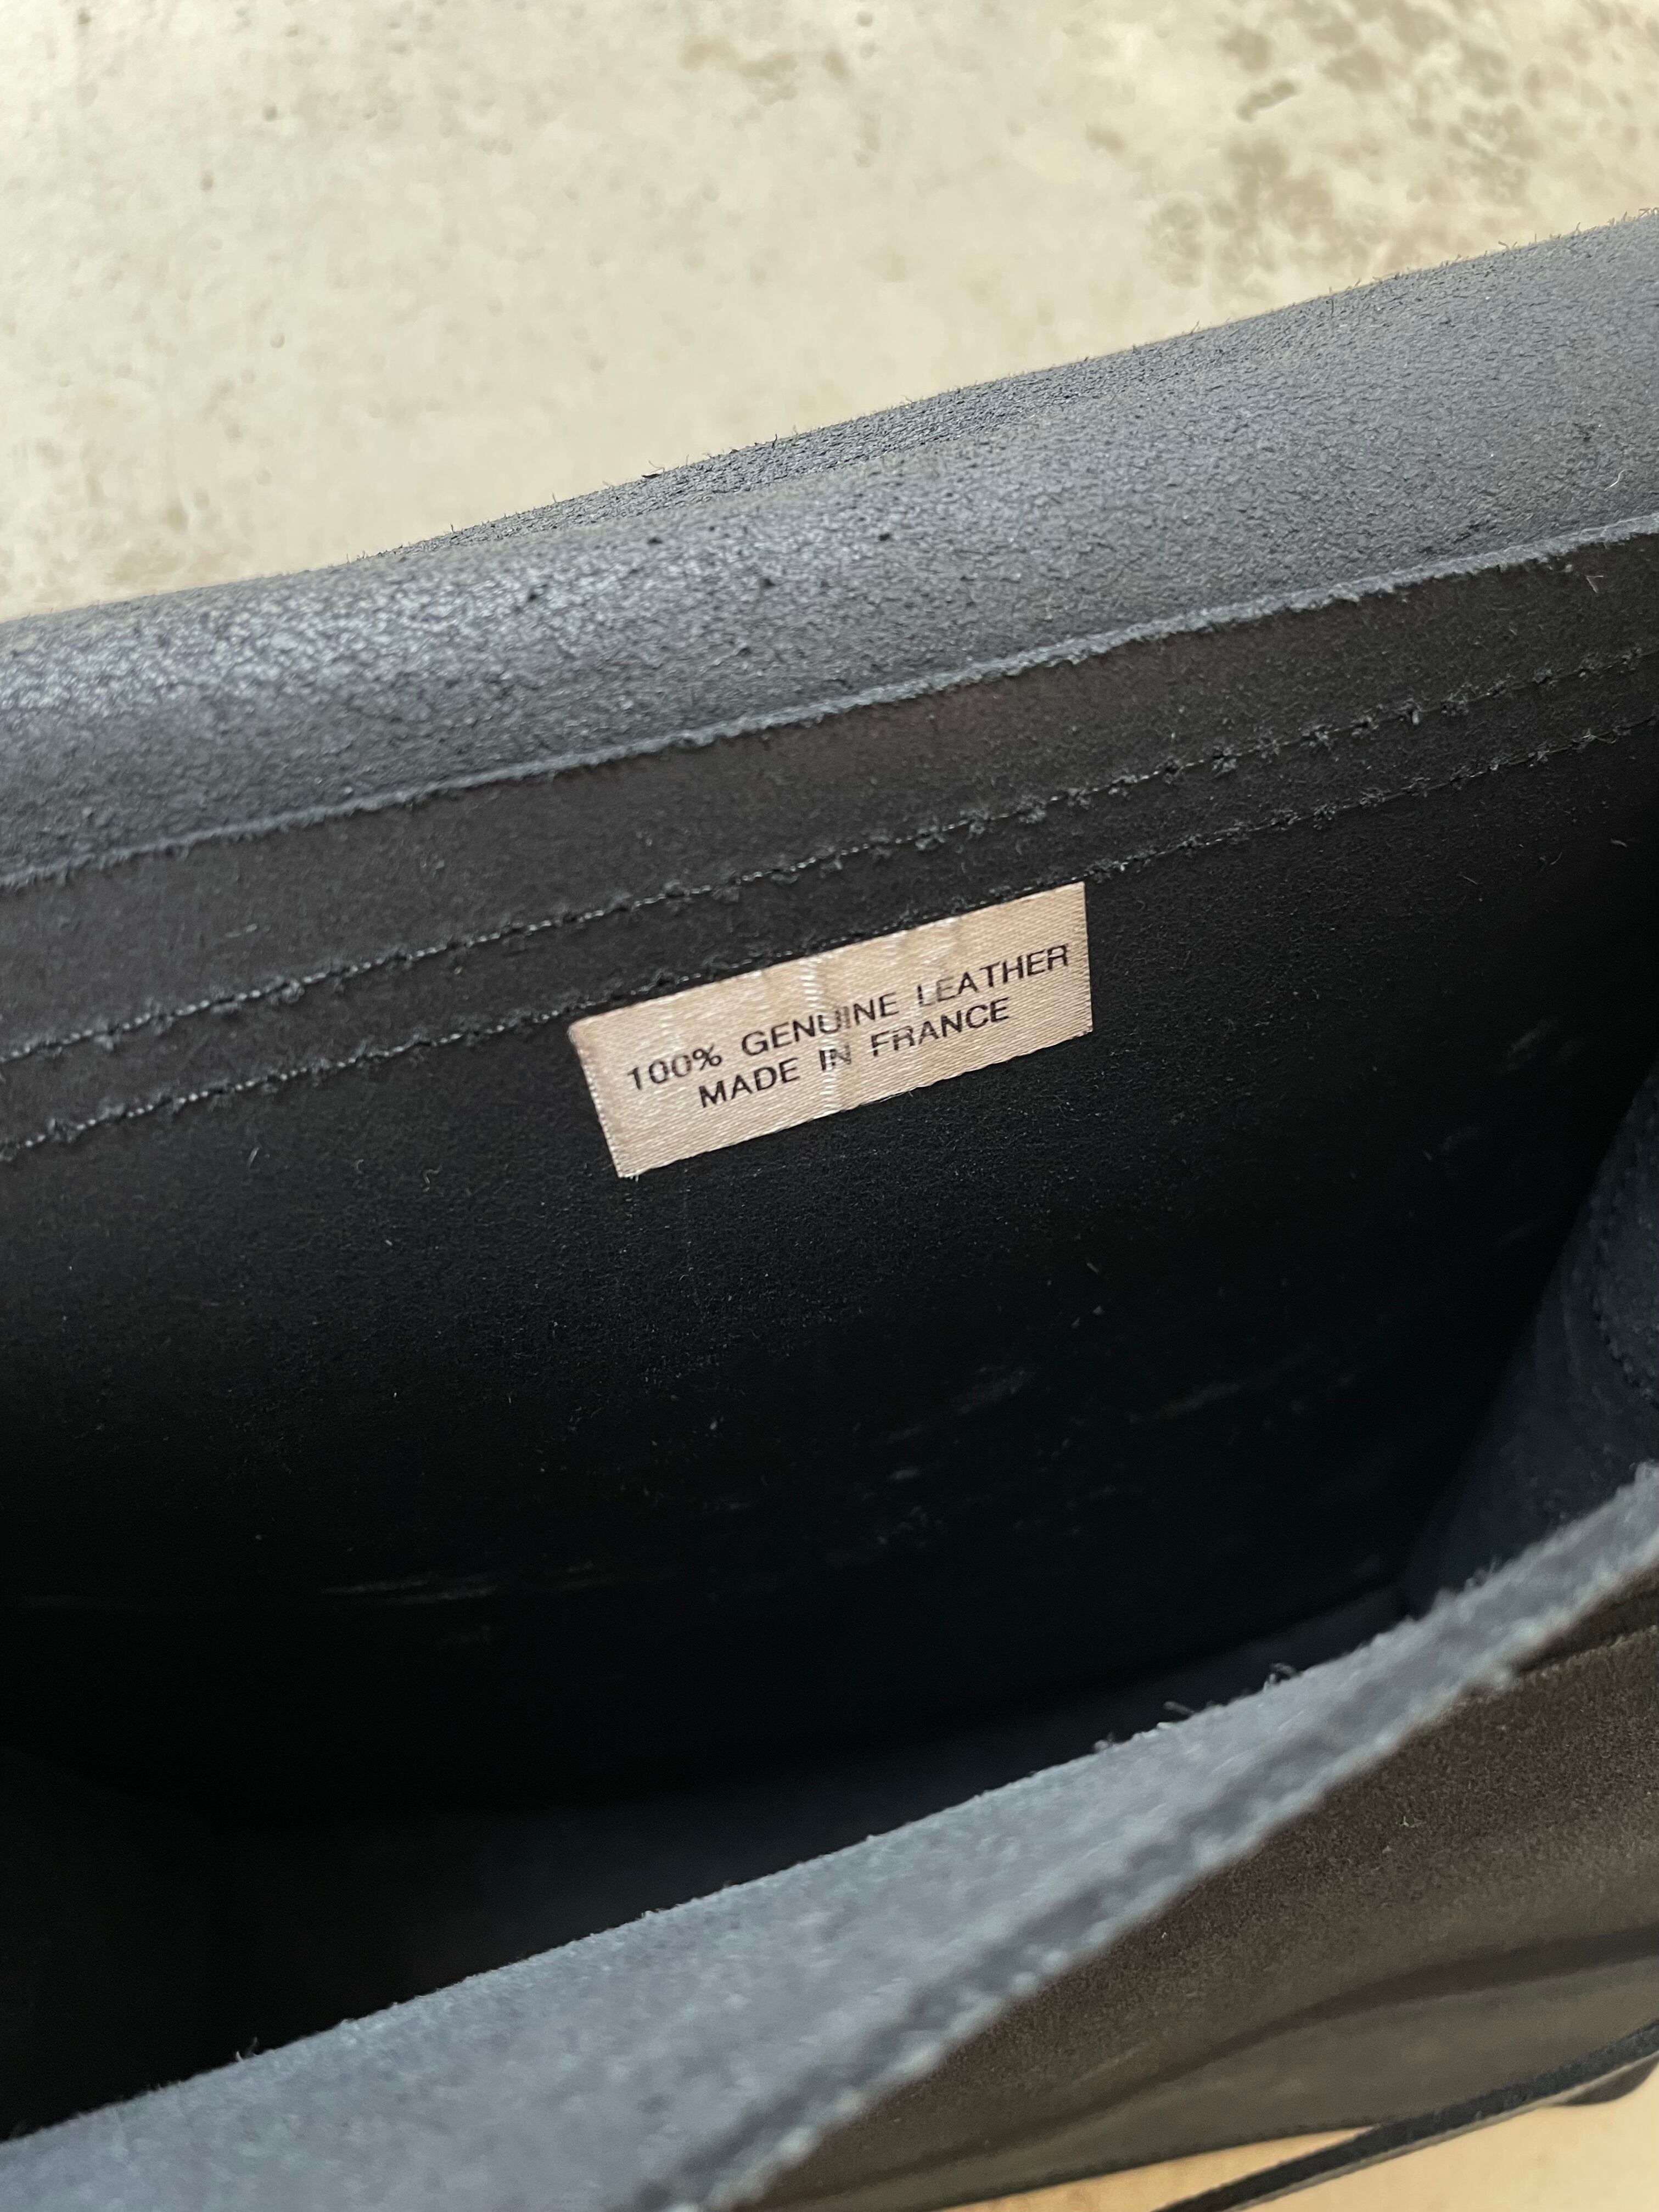 100% GENUINE LEATHER
MADE IN FRANCE